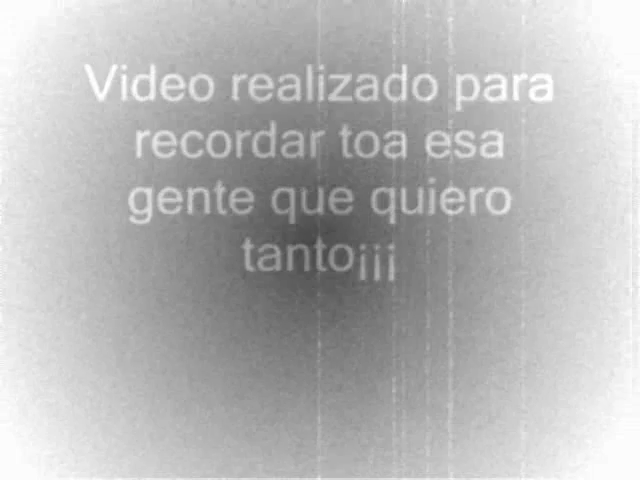 Video realizado para
recordar toa esa
gente que quiero
tanto¡¡¡